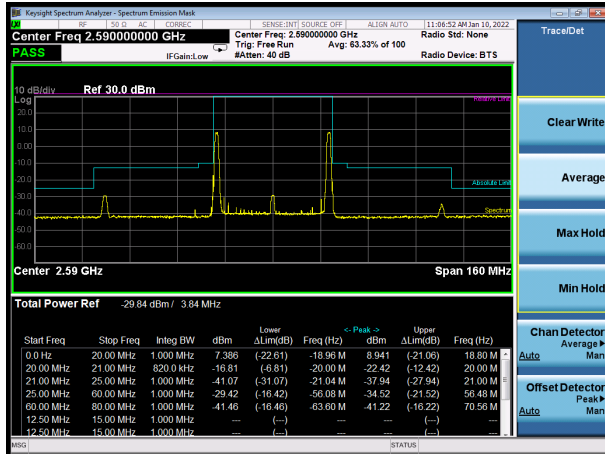 Keysight Spectrum Analyzer - Spectrum Emission Mask
RF 50 Ω AC CORREC SENSE:INT SOURCE OFF ALIGN AUTO 11:06:52 AM Jan 10, 2022
Center Freq 2.590000000 GHz Center Freq: 2.590000000 GHz Radio Std: None
Trig: Free Run Avg: 63.33% of 100
PASS IFGain:Low #Atten: 40 dB Radio Device: BTS
Trace/Det
10 dB/div Ref 30.0 dBm
Log
Relative Limit
20.0
10.0
0.00
-10.0
-20.0
Absolute Limit
-30.0
-40.0
Spectrum
-50.0
-60.0
Center 2.59 GHz Span 160 MHz
Total Power Ref -29.84 dBm / 3.84 MHz
Lower <- Peak -> Upper
Start Freq Stop Freq Integ BW dBm ΔLim(dB) Freq (Hz) dBm ΔLim(dB) Freq (Hz)
0.0 Hz 20.00 MHz 1.000 MHz 7.386 (-22.61) -18.96 M 8.941 (-21.06) 18.80 M
20.00 MHz 21.00 MHz 820.0 kHz -16.81 (-6.81) -20.00 M -22.42 (-12.42) 20.00 M
21.00 MHz 25.00 MHz 1.000 MHz -41.07 (-31.07) -21.04 M -37.94 (-27.94) 21.00 M
25.00 MHz 60.00 MHz 1.000 MHz -29.42 (-16.42) -56.08 M -34.52 (-21.52) 56.48 M
60.00 MHz 80.00 MHz 1.000 MHz -41.46 (-16.46) -63.60 M -41.22 (-16.22) 70.56 M
12.50 MHz 15.00 MHz 1.000 MHz --- (---) --- --- (---) ---
12.50 MHz 15.00 MHz 1.000 MHz --- (---) --- --- (---) ---
Clear Write
Average
Max Hold
Min Hold
Chan Detector
Average
Auto Man
Offset Detector
Peak
Auto Man
MSG STATUS